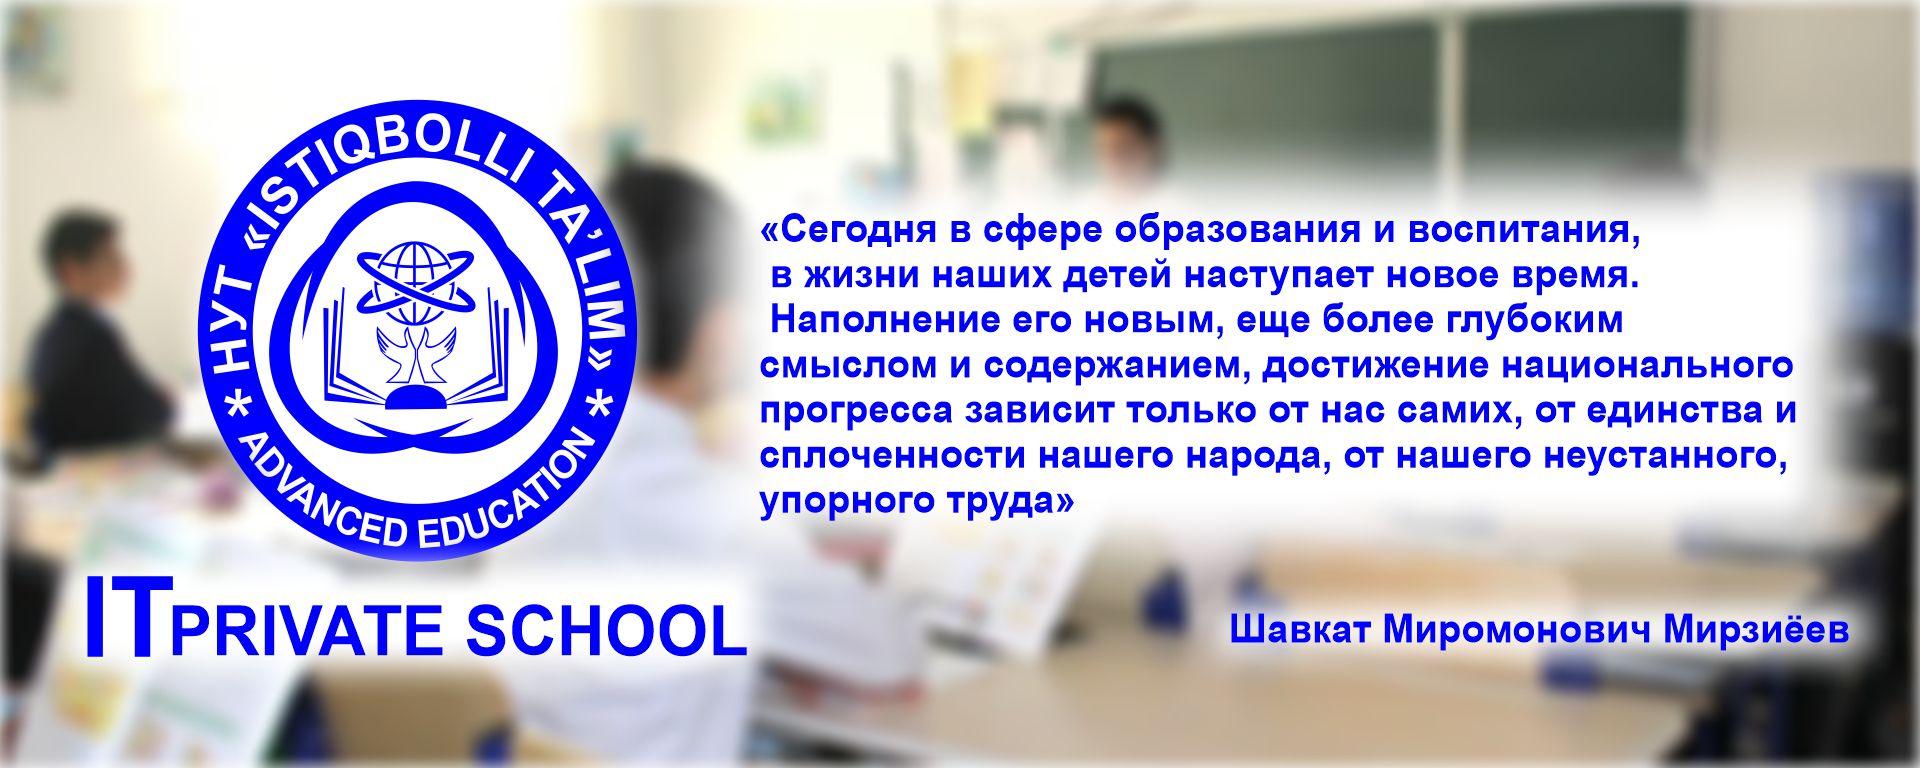 НУТ «ISTIQBOLLI TA’LIM»
* ADVANCED EDUCATION *
IT PRIVATE SCHOOL
«Сегодня в сфере образования и воспитания,
в жизни наших детей наступает новое время.
Наполнение его новым, еще более глубоким
смыслом и содержанием, достижение национального
прогресса зависит только от нас самих, от единства и
сплоченности нашего народа, от нашего неустанного,
упорного труда»
Шавкат Миромонович Мирзиёев